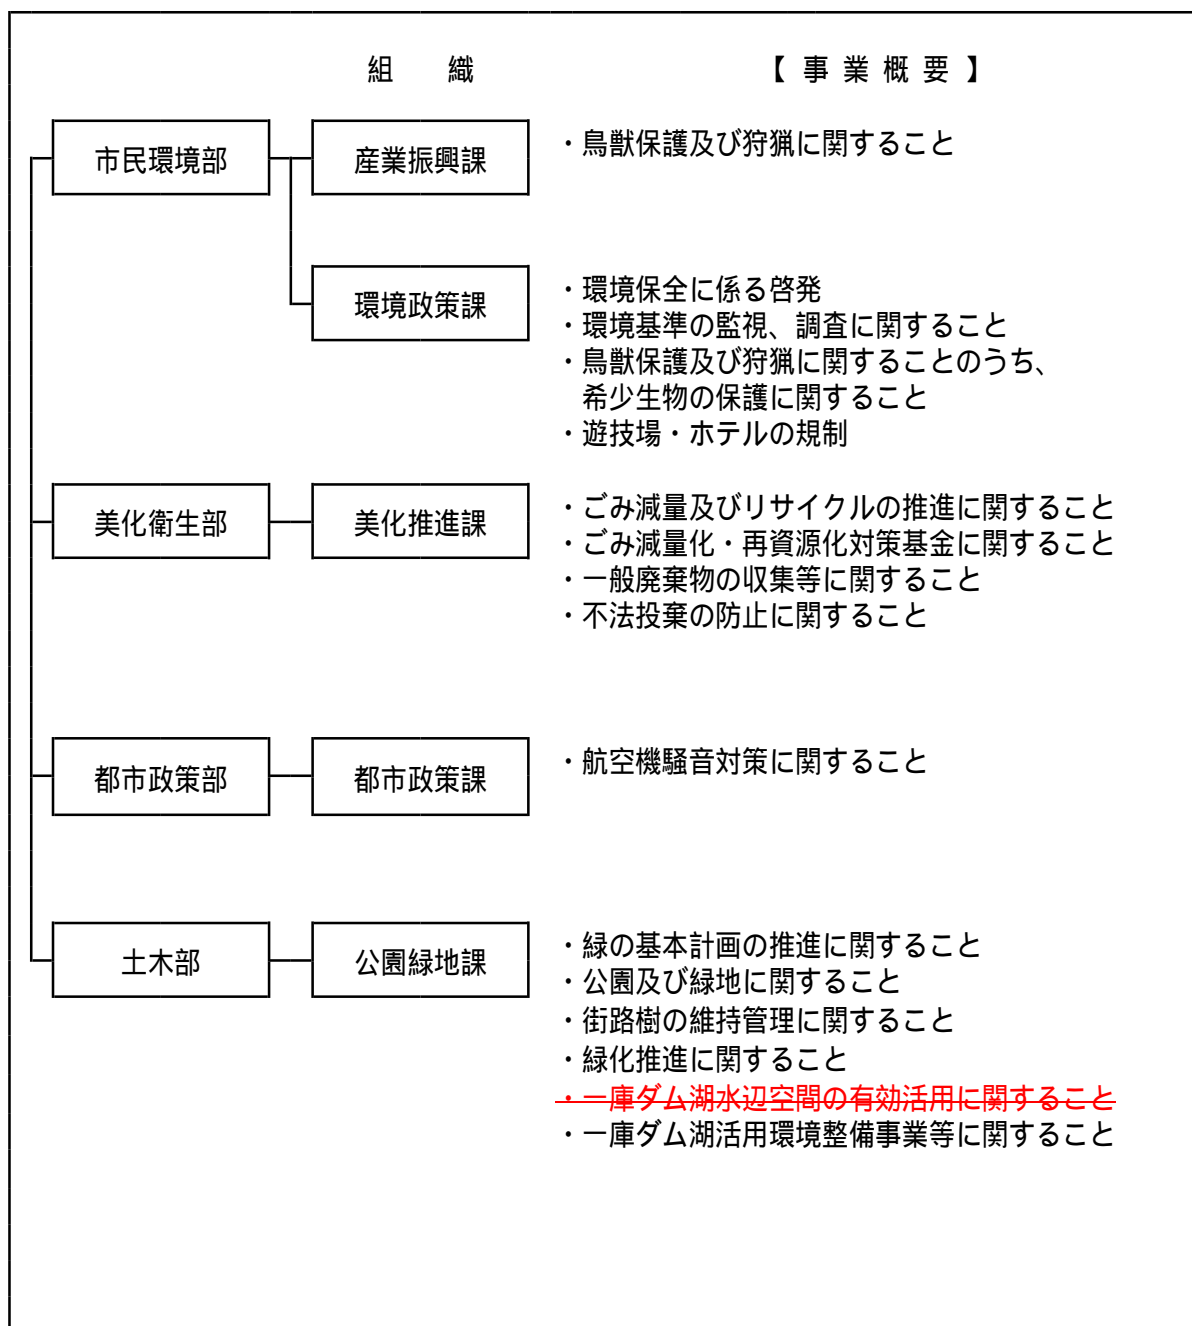 組　織　【 事 業 概 要 】
市民環境部　産業振興課　・鳥獣保護及び狩猟に関すること
環境政策課　・環境保全に係る啓発
・環境基準の監視、調査に関すること
・鳥獣保護及び狩猟に関することのうち、
希少生物の保護に関すること
・遊技場・ホテルの規制
美化衛生部　美化推進課　・ごみ減量及びリサイクルの推進に関すること
・ごみ減量化・再資源化対策基金に関すること
・一般廃棄物の収集等に関すること
・不法投棄の防止に関すること
都市政策部　都市政策課　・航空機騒音対策に関すること
土木部　公園緑地課　・緑の基本計画の推進に関すること
・公園及び緑地に関すること
・街路樹の維持管理に関すること
・緑化推進に関すること
・一庫ダム湖水辺空間の有効活用に関すること
・一庫ダム湖活用環境整備事業等に関すること